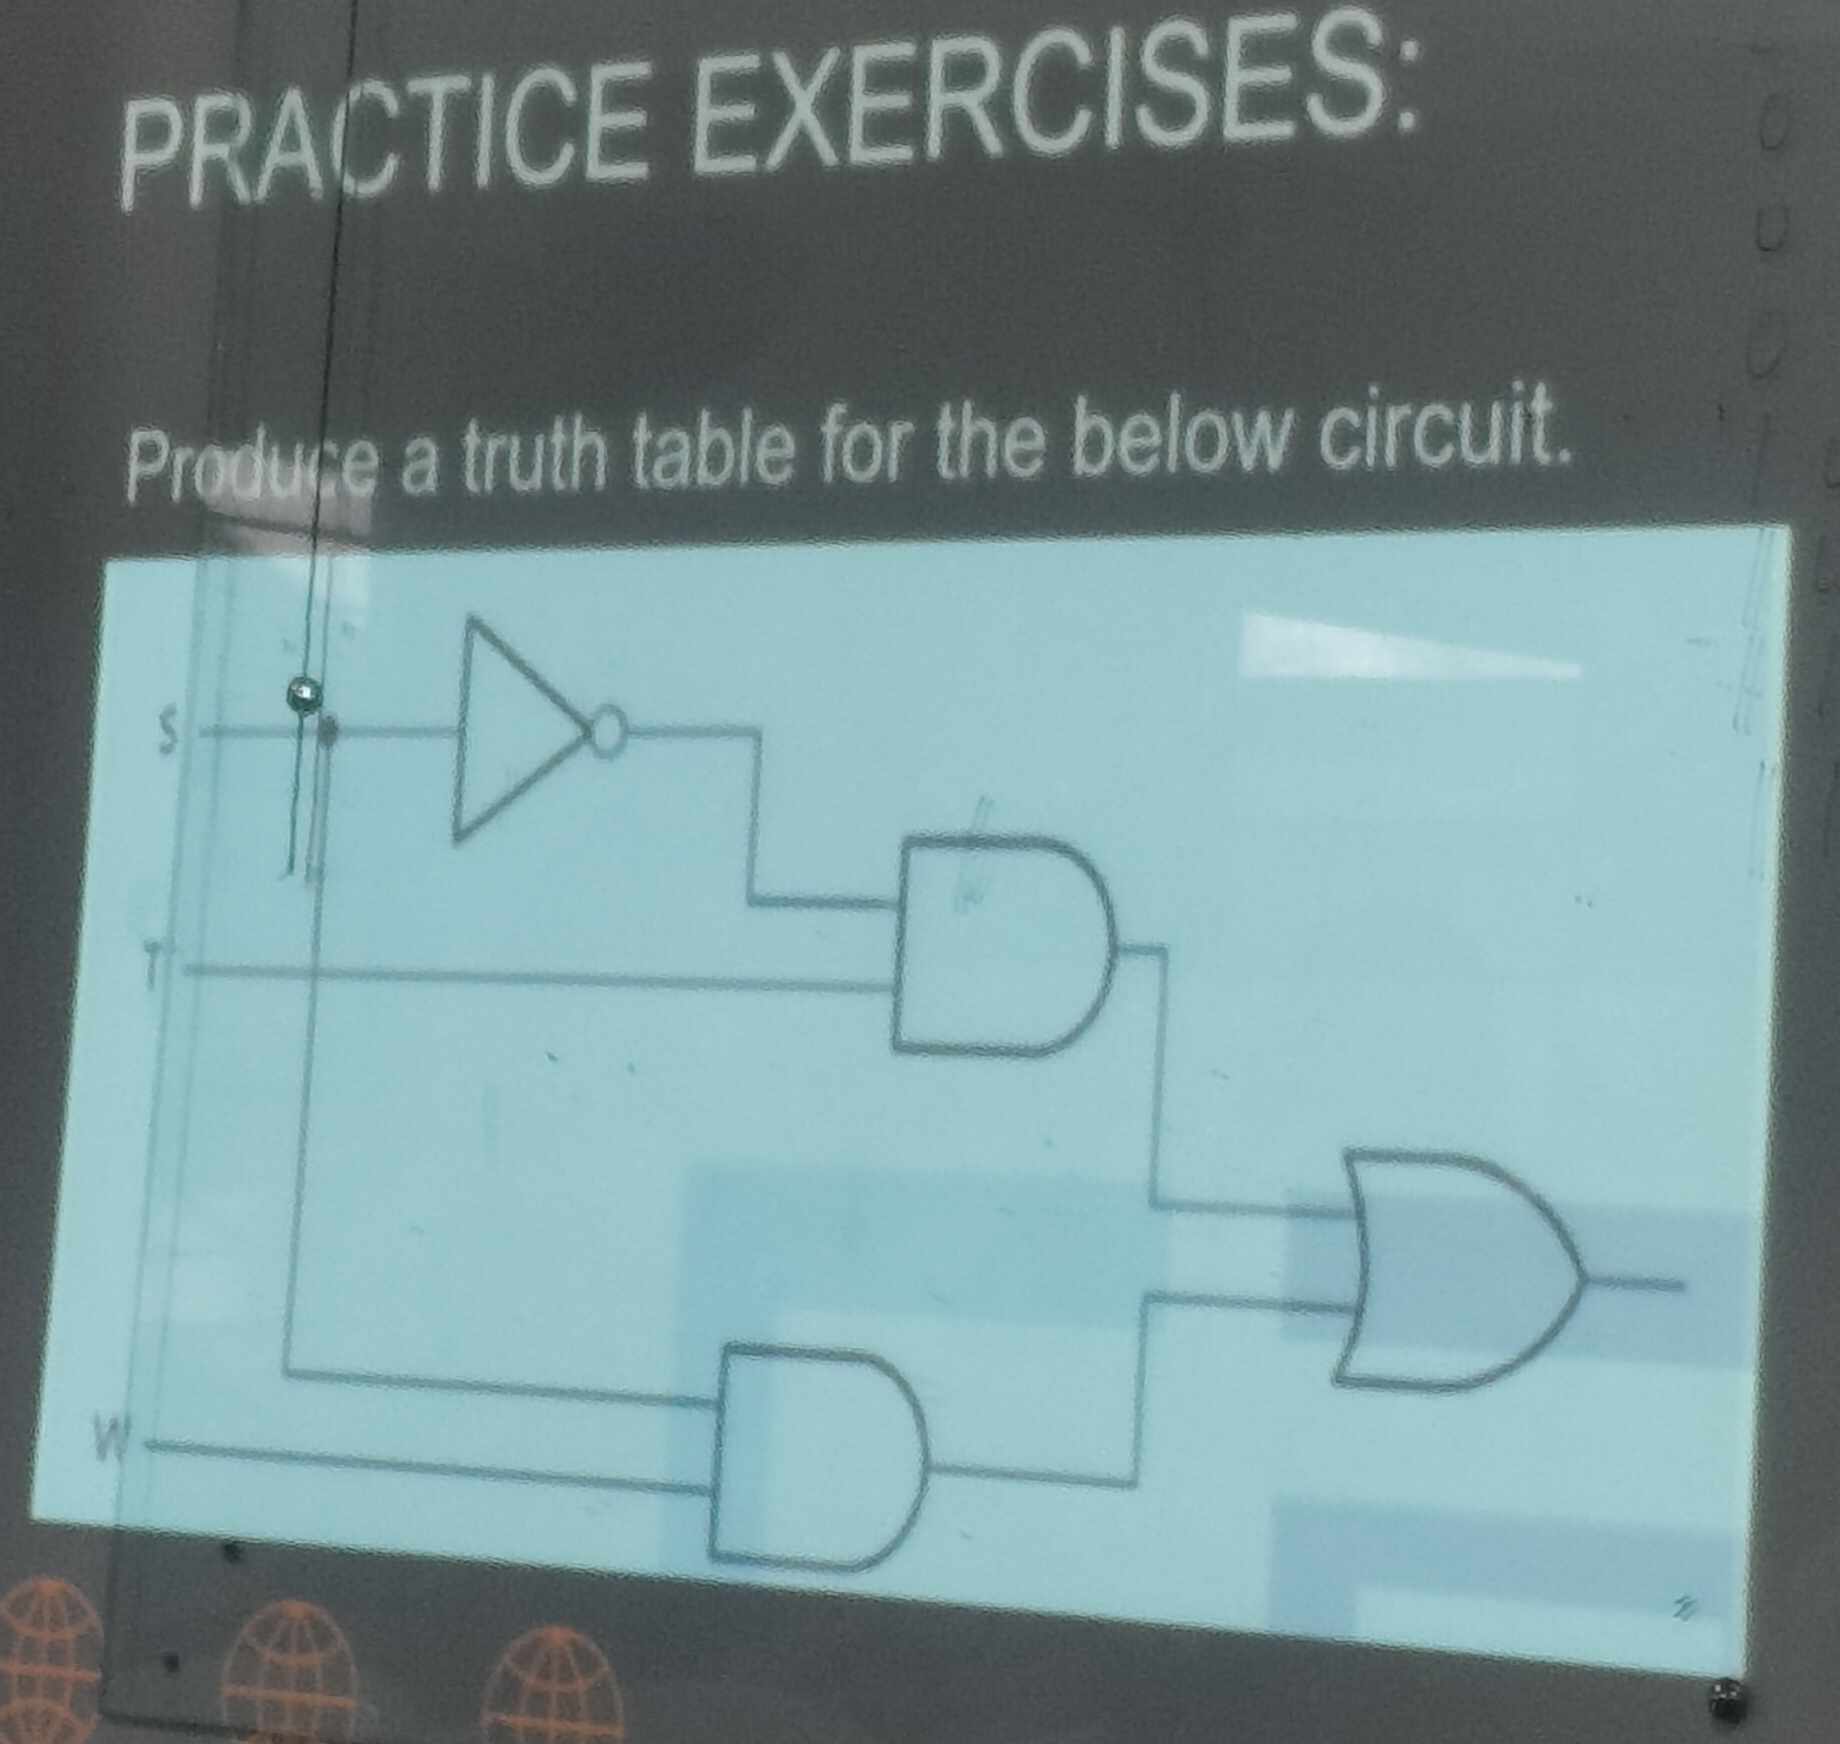 PRACTICE EXERCISES:
Produce a truth table for the below circuit.
S
T
W